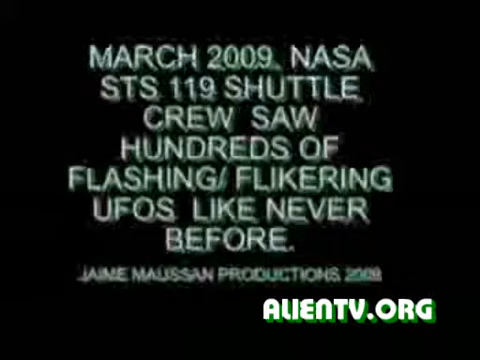 MARCH 2009. NASA
STS 119 SHUTTLE
CREW SAW
HUNDREDS OF
FLASHING/ FLIKERING
UFOS LIKE NEVER
BEFORE.
JAIME MAUSSAN PRODUCTIONS 2009
ALIENTV.ORG